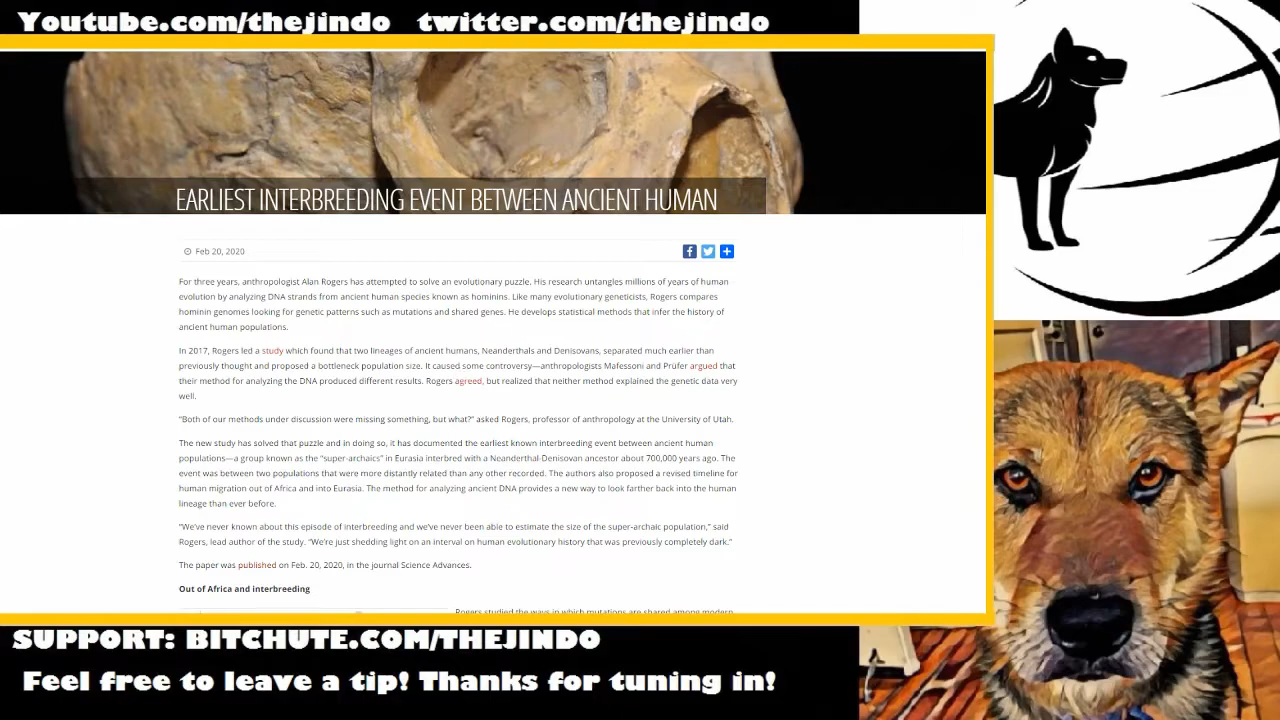 Youtube.com/thejindo twitter.com/thejindo
EARLIEST INTERBREEDING EVENT BETWEEN ANCIENT HUMAN
Feb 20, 2020
For three years, anthropologist Alan Rogers has attempted to solve an evolutionary puzzle. His research untangles millions of years of human
evolution by analyzing DNA strands from ancient human species known as hominins. Like many evolutionary geneticists, Rogers compares
hominin genomes looking for genetic patterns such as mutations and shared genes. He develops statistical methods that infer the history of
ancient human populations.
In 2017, Rogers led a study which found that two lineages of ancient humans, Neanderthals and Denisovans, separated much earlier than
previously thought and proposed a bottleneck population size. It caused some controversy—anthropologists Mafessoni and Prüfer argued that
their method for analyzing the DNA produced different results. Rogers agreed, but realized that neither method explained the genetic data very
well.
“Both of our methods under discussion were missing something, but what?” asked Rogers, professor of anthropology at the University of Utah.
The new study has solved that puzzle and in doing so, it has documented the earliest known interbreeding event between ancient human
populations—a group known as the “super-archaics” in Eurasia interbred with a Neanderthal-Denisovan ancestor about 700,000 years ago. The
event was between two populations that were more distantly related than any other recorded. The authors also proposed a revised timeline for
human migration out of Africa and into Eurasia. The method for analyzing ancient DNA provides a new way to look farther back into the human
lineage than ever before.
“We’ve never known about this episode of interbreeding and we’ve never been able to estimate the size of the super-archaic population,” said
Rogers, lead author of the study. “We’re just shedding light on an interval on human evolutionary history that was previously completely dark.”
The paper was published on Feb. 20, 2020, in the journal Science Advances.
Out of Africa and interbreeding
Rogers studied the ways in which mutations are shared among modern
SUPPORT: BITCHUTE.COM/THEJINDO
Feel free to leave a tip! Thanks for tuning in!